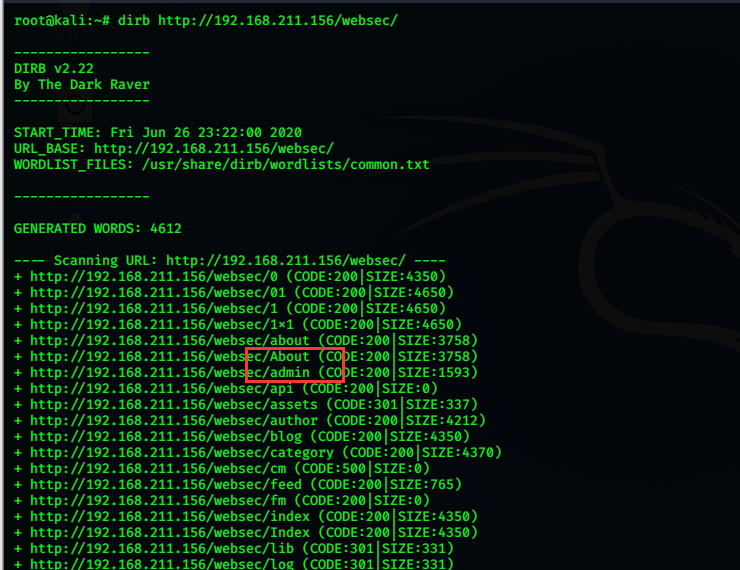 root@kali:~# dirb http://192.168.211.156/websec/
-----------------
DIRB v2.22
By The Dark Raver
-----------------
START_TIME: Fri Jun 26 23:22:00 2020
URL_BASE: http://192.168.211.156/websec/
WORDLIST_FILES: /usr/share/dirb/wordlists/common.txt
-----------------
GENERATED WORDS: 4612
---- Scanning URL: http://192.168.211.156/websec/ ----
+ http://192.168.211.156/websec/0 (CODE:200|SIZE:4350)
+ http://192.168.211.156/websec/01 (CODE:200|SIZE:4650)
+ http://192.168.211.156/websec/1 (CODE:200|SIZE:4650)
+ http://192.168.211.156/websec/1×1 (CODE:200|SIZE:4650)
+ http://192.168.211.156/websec/about (CODE:200|SIZE:3758)
+ http://192.168.211.156/websec/About (CODE:200|SIZE:3758)
+ http://192.168.211.156/websec/admin (CODE:200|SIZE:1593)
+ http://192.168.211.156/websec/api (CODE:200|SIZE:0)
+ http://192.168.211.156/websec/assets (CODE:301|SIZE:337)
+ http://192.168.211.156/websec/author (CODE:200|SIZE:4212)
+ http://192.168.211.156/websec/blog (CODE:200|SIZE:4350)
+ http://192.168.211.156/websec/category (CODE:200|SIZE:4370)
+ http://192.168.211.156/websec/cm (CODE:500|SIZE:0)
+ http://192.168.211.156/websec/feed (CODE:200|SIZE:765)
+ http://192.168.211.156/websec/fm (CODE:200|SIZE:0)
+ http://192.168.211.156/websec/index (CODE:200|SIZE:4350)
+ http://192.168.211.156/websec/Index (CODE:200|SIZE:4350)
+ http://192.168.211.156/websec/lib (CODE:301|SIZE:331)
+ http://192.168.211.156/websec/log (CODE:301|SIZE:331)